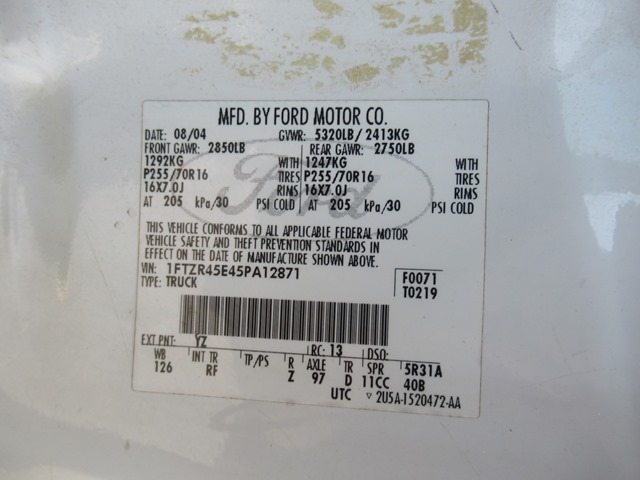 MFD. BY FORD MOTOR CO.
DATE: 08/04 GVWR: 5320LB/ 2413KG
FRONT GAWR: 2850LB REAR GAWR: 2750LB
1292KG WITH 1247KG WITH
P255/70R16 TIRES P255/70R16 TIRES
16X7.0J RIMS 16X7.0J RIMS
AT 205 kPa/30 PSI COLD AT 205 kPa/30 PSI COLD
Ford
THIS VEHICLE CONFORMS TO ALL APPLICABLE FEDERAL MOTOR
VEHICLE SAFETY AND THEFT PREVENTION STANDARDS IN
EFFECT ON THE DATE OF MANUFACTURE SHOWN ABOVE.
VIN: 1FTZR45E45PA12871 F0071
TYPE: TRUCK T0219
EXT PNT: YZ RC: 13 DSO:
WB INT TR TP/PS R AXLE TR SPR 5R31A
126 RF Z 97 D 11CC 40B
UTC ▽ 2U5A-1520472-AA